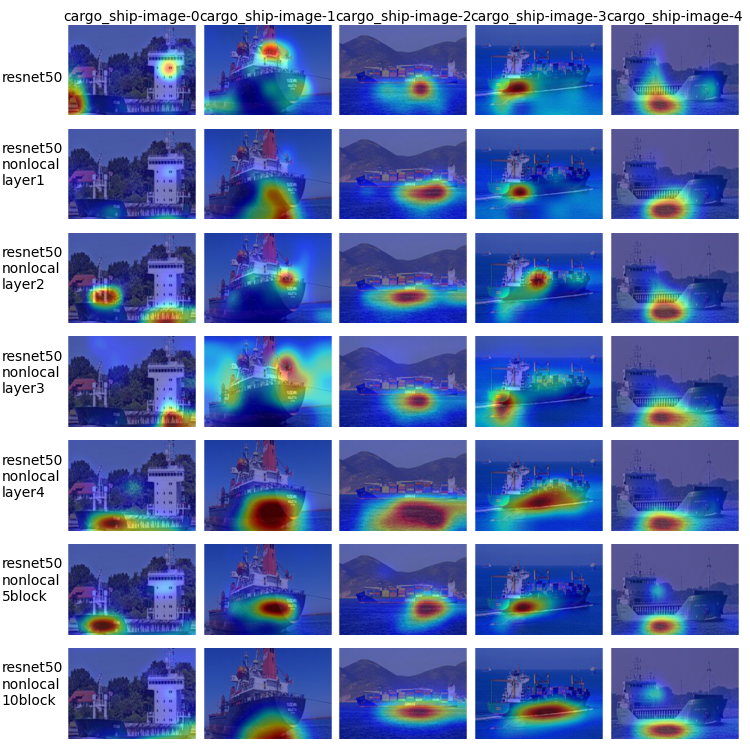 cargo_ship-image-0 cargo_ship-image-1 cargo_ship-image-2 cargo_ship-image-3 cargo_ship-image-4
resnet50
resnet50
nonlocal
layer1
resnet50
nonlocal
layer2
resnet50
nonlocal
layer3
resnet50
nonlocal
layer4
resnet50
nonlocal
5block
resnet50
nonlocal
10block